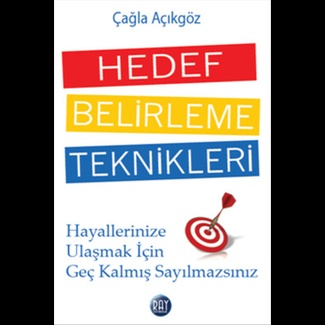 Çağla Açıkgöz
HEDEF
BELİRLEME
TEKNİKLERİ
Hayallerinize
Ulaşmak İçin
Geç Kalmış Sayılmazsınız
RAY